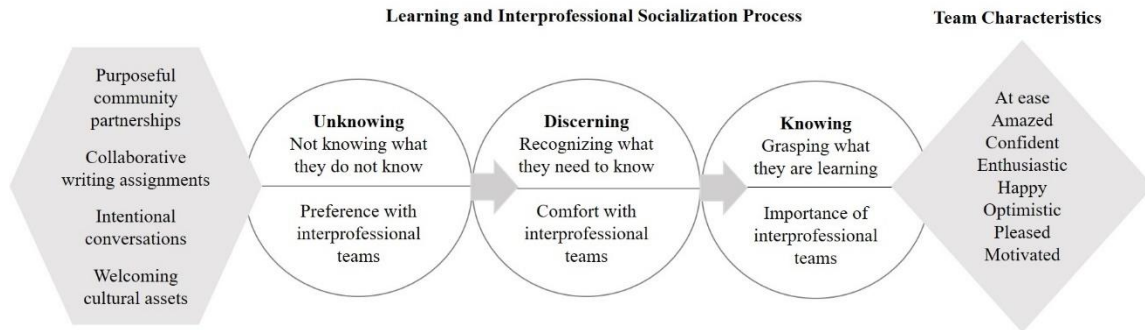 Learning and Interprofessional Socialization Process
Team Characteristics
Purposeful
community
partnerships
Collaborative
writing assignments
Intentional
conversations
Welcoming
cultural assets
Unknowing
Not knowing what
they do not know
Preference with
interprofessional
teams
Discerning
Recognizing what
they need to know
Comfort with
interprofessional
teams
Knowing
Grasping what
they are learning
Importance of
interprofessional
teams
At ease
Amazed
Confident
Enthusiastic
Happy
Optimistic
Pleased
Motivated